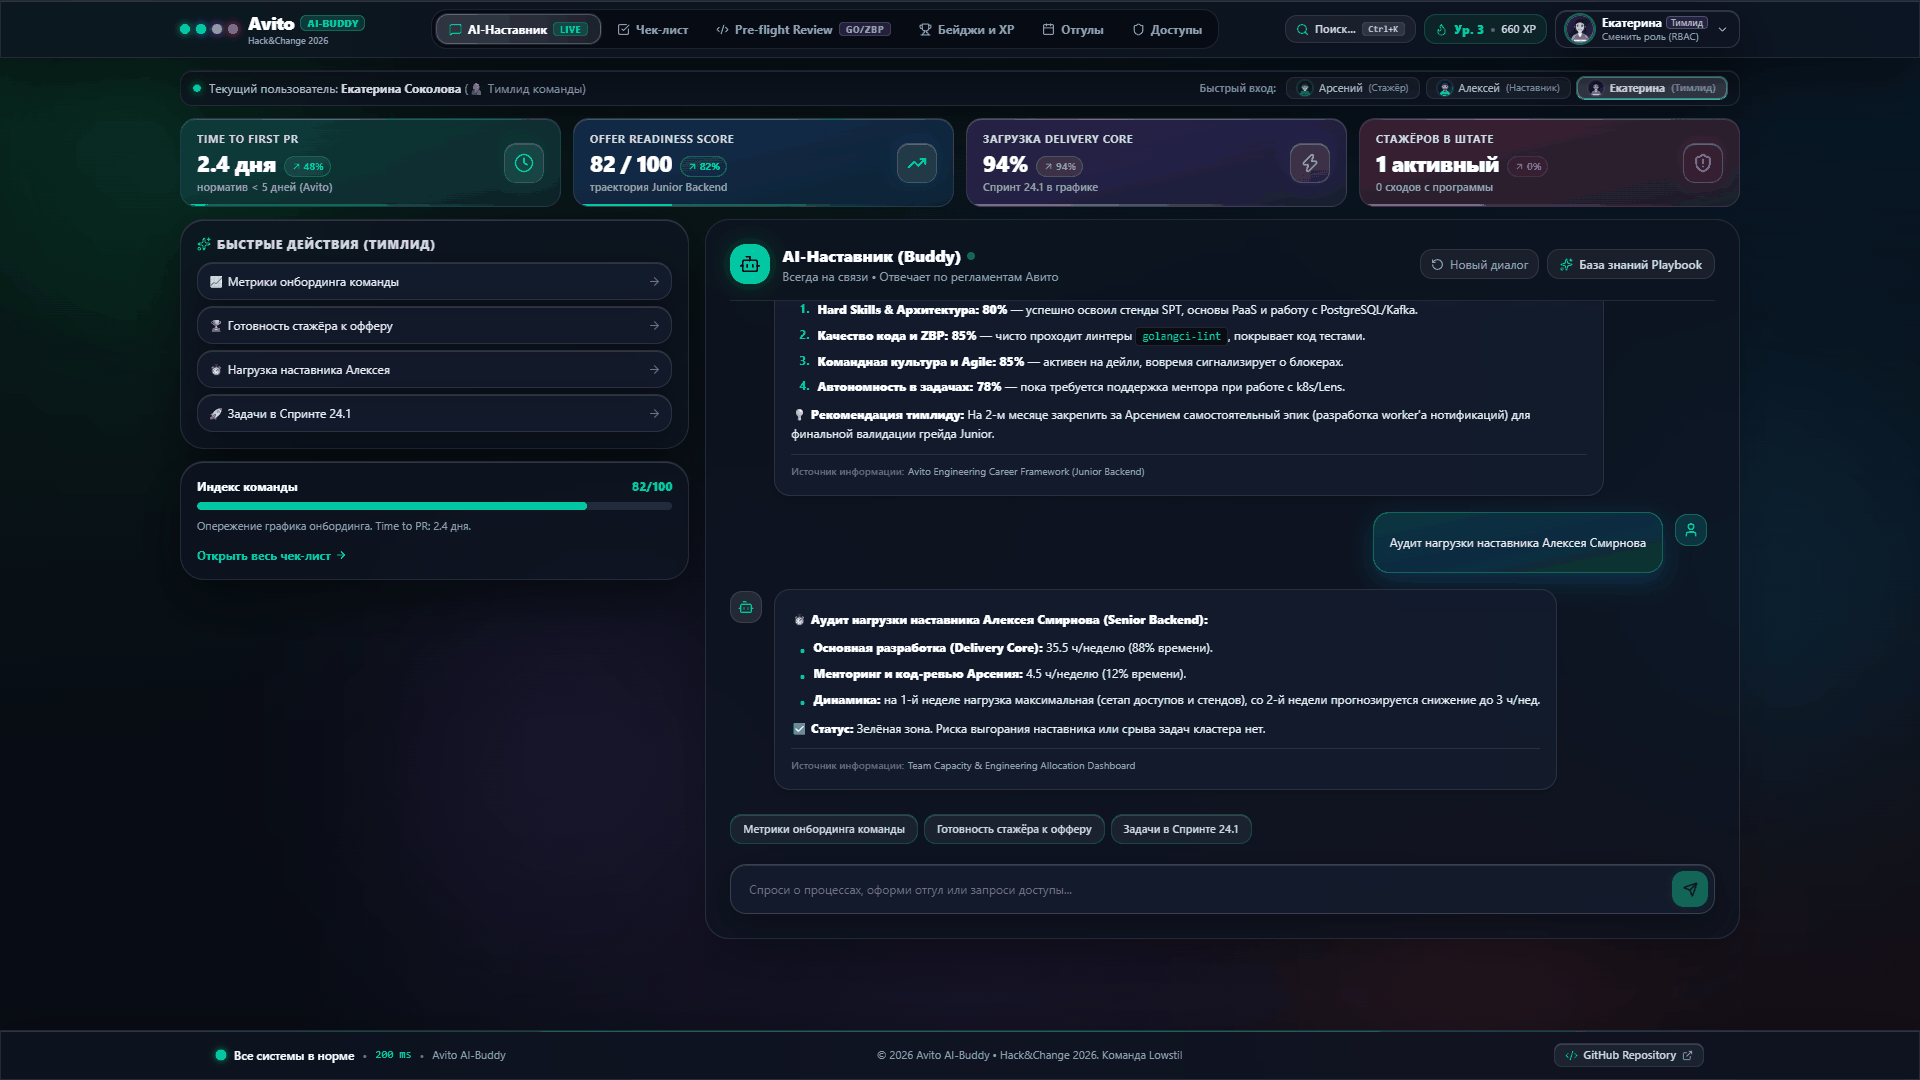 Avito AI-BUDDY
Hack&Change 2026
AI-Наставник LIVE
Чек-лист
Pre-flight Review GO/ZBP
Бейджи и XP
Отгулы
Доступы
Поиск... Ctrl+K
Ур. 3 • 660 XP
Екатерина Тимлид
Сменить роль (RBAC)
Текущий пользователь: Екатерина Соколова ( Тимлид команды)
Быстрый вход:
Арсений (Стажёр)
Алексей (Наставник)
Екатерина (Тимлид)
TIME TO FIRST PR
2.4 дня 48%
норматив < 5 дней (Avito)
OFFER READINESS SCORE
82 / 100 82%
траектория Junior Backend
ЗАГРУЗКА DELIVERY CORE
94% 94%
Спринт 24.1 в графике
СТАЖЁРОВ В ШТАТЕ
1 активный 0%
0 сходов с программы
БЫСТРЫЕ ДЕЙСТВИЯ (ТИМЛИД)
Метрики онбординга команды
Готовность стажёра к офферу
Нагрузка наставника Алексея
Задачи в Спринте 24.1
Индекс команды 82/100
Опережение графика онбординга. Time to PR: 2.4 дня.
Открыть весь чек-лист
AI-Наставник (Buddy)
Всегда на связи • Отвечает по регламентам Авито
Новый диалог
База знаний Playbook
1. Hard Skills & Архитектура: 80% — успешно освоил стенды SPT, основы PaaS и работу с PostgreSQL/Kafka.
2. Качество кода и ZBP: 85% — чисто проходит линтеры golangci-lint, покрывает код тестами.
3. Командная культура и Agile: 85% — активен на дейли, вовремя сигнализирует о блокерах.
4. Автономность в задачах: 78% — пока требуется поддержка ментора при работе с k8s/Lens.
Рекомендация тимлиду: На 2-м месяце закрепить за Арсением самостоятельный эпик (разработка worker'а нотификаций) для
финальной валидации грейда Junior.
Источник информации: Avito Engineering Career Framework (Junior Backend)
Аудит нагрузки наставника Алексея Смирнова
Аудит нагрузки наставника Алексея Смирнова (Senior Backend):
• Основная разработка (Delivery Core): 35.5 ч/неделю (88% времени).
• Менторинг и код-ревью Арсения: 4.5 ч/неделю (12% времени).
• Динамика: на 1-й неделе нагрузка максимальная (сетап доступов и стендов), со 2-й недели прогнозируется снижение до 3 ч/нед.
Статус: Зелёная зона. Риска выгорания наставника или срыва задач кластера нет.
Источник информации: Team Capacity & Engineering Allocation Dashboard
Метрики онбординга команды
Готовность стажёра к офферу
Задачи в Спринте 24.1
Спроси о процессах, оформи отгул или запроси доступы...
Все системы в норме • 200 ms • Avito AI-Buddy
© 2026 Avito AI-Buddy • Hack&Change 2026. Команда Lowstil
GitHub Repository